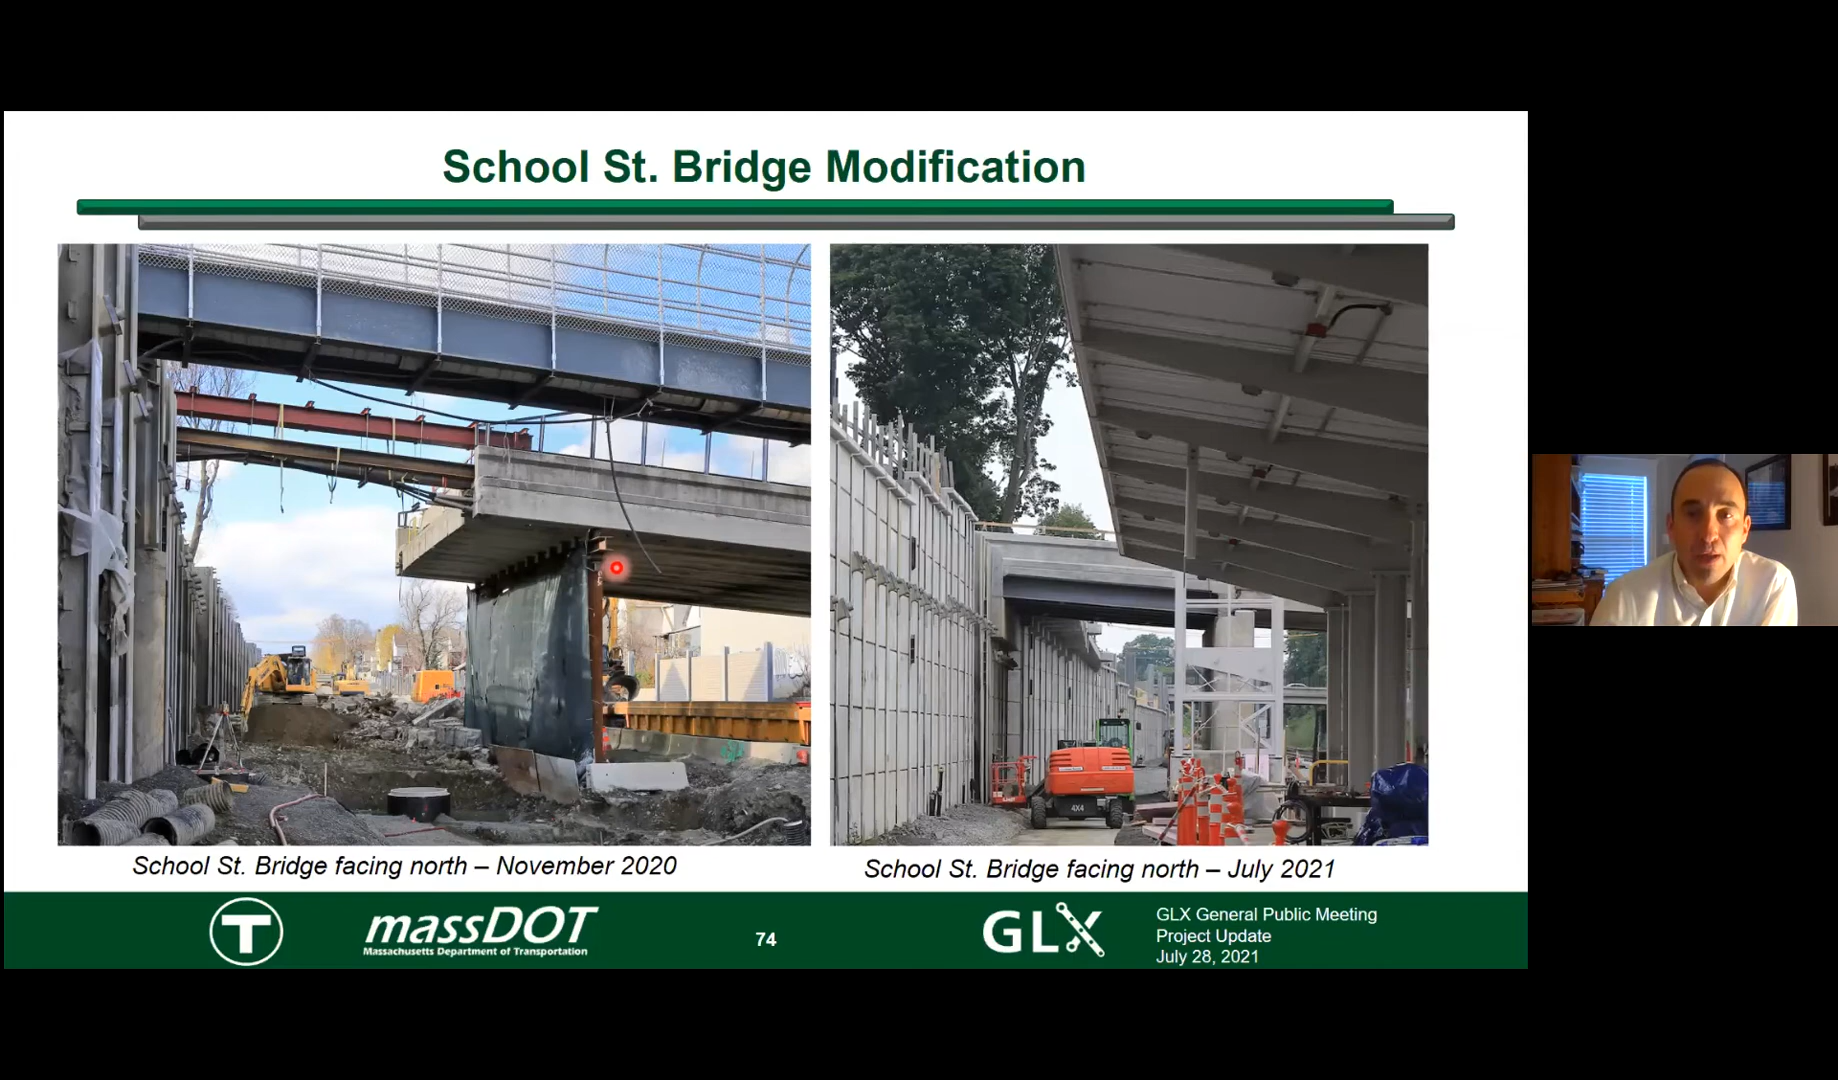 School St. Bridge Modification
4X4
School St. Bridge facing north – November 2020
School St. Bridge facing north – July 2021
T
massDOT
Massachusetts Department of Transportation
74
GLX
GLX General Public Meeting
Project Update
July 28, 2021